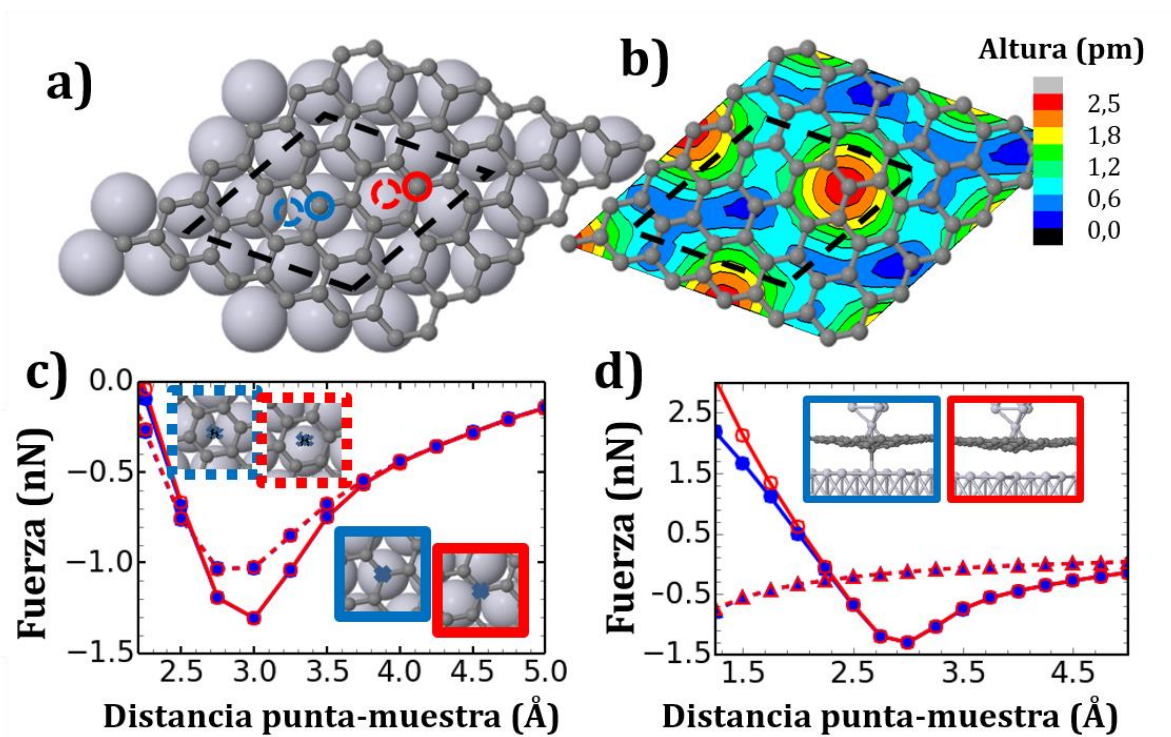 a)
b)
Altura (pm)
2,5
1,8
1,2
0,6
0,0
c)
0.0
−0.5
−1.0
−1.5
Fuerza (nN)
2.5 3.0 3.5 4.0 4.5 5.0
Distancia punta-muestra (Å)
d)
2.5
1.5
0.5
−0.5
−1.5
Fuerza (nN)
1.5 2.5 3.5 4.5
Distancia punta-muestra (Å)